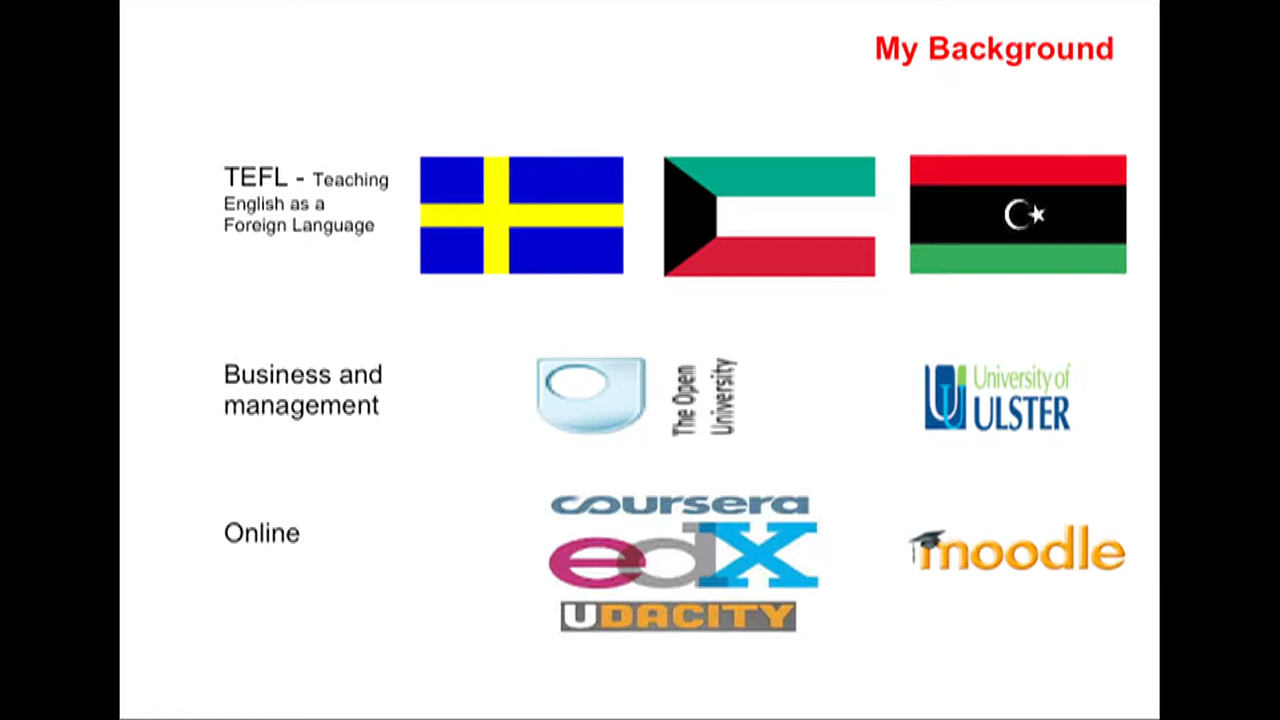 My Background
TEFL - Teaching
English as a
Foreign Language
Business and
management
The Open
University
University of
ULSTER
Online
coursera
edX
UDACITY
moodle